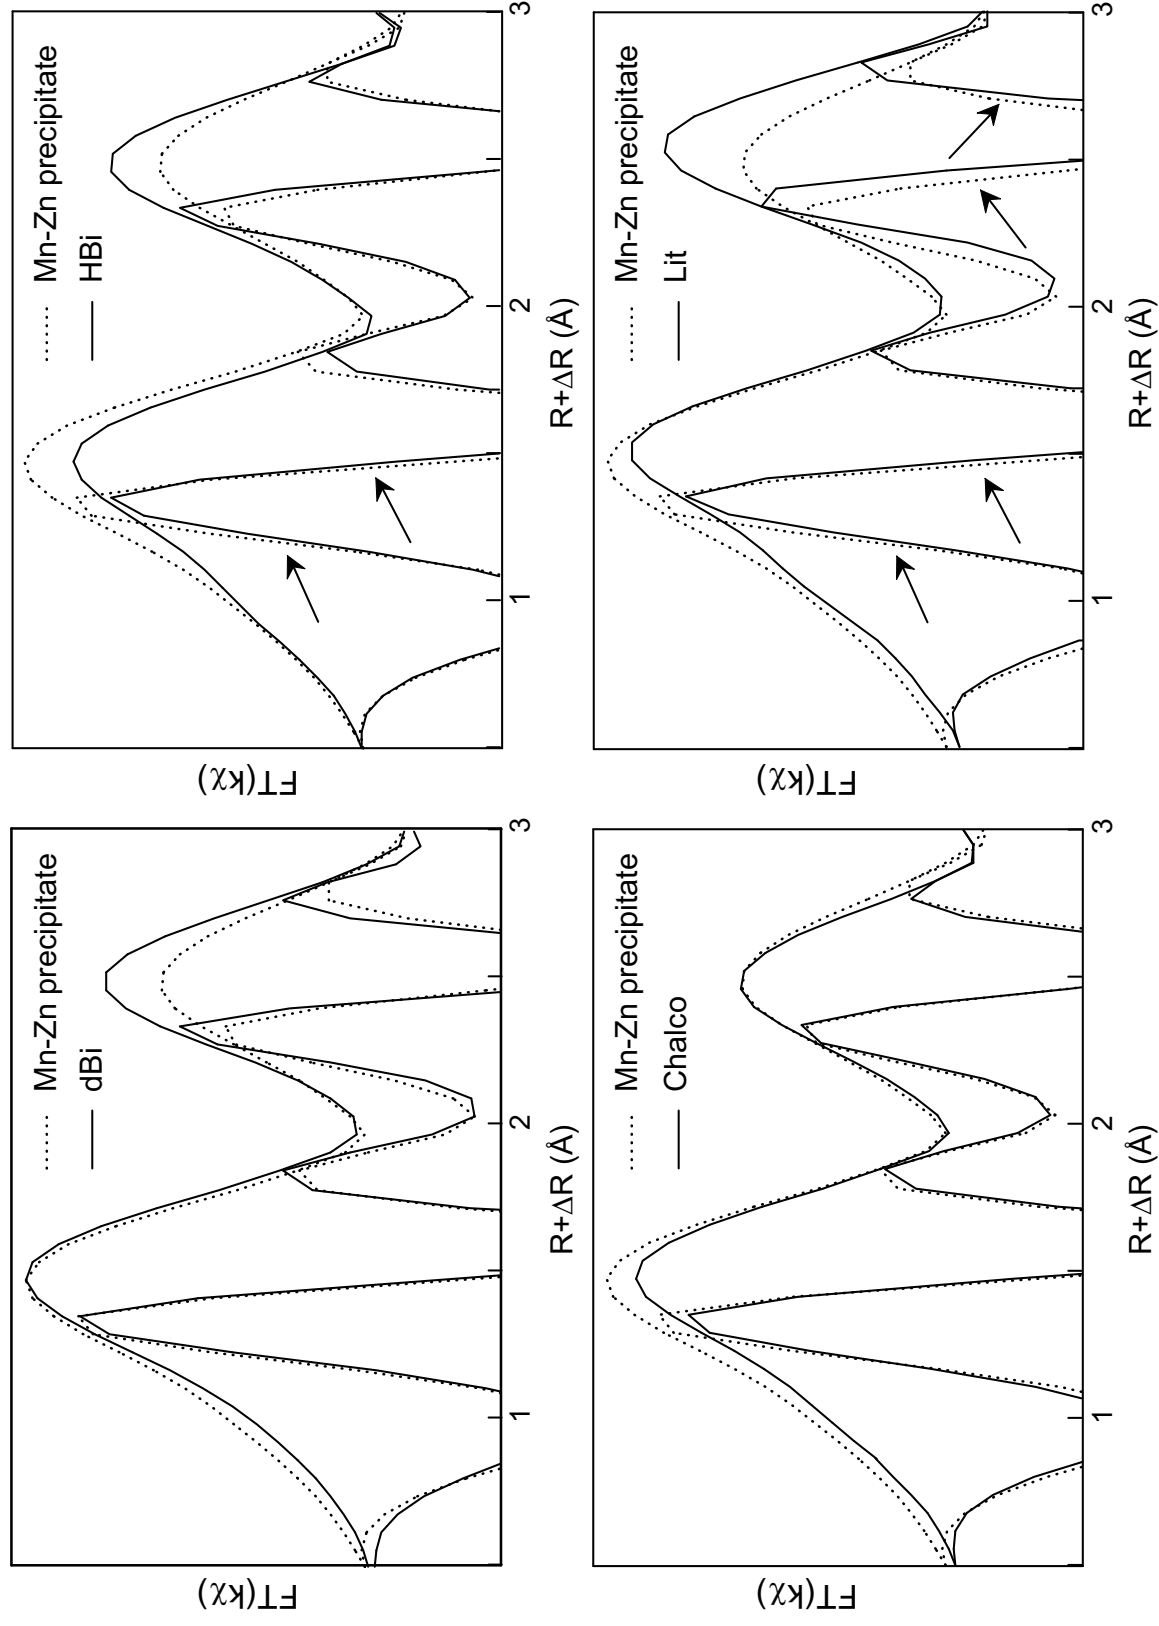 FT(kχ)
Mn-Zn precipitate
dBi
1 2 3
R+ΔR (Å)
FT(kχ)
Mn-Zn precipitate
HBi
1 2 3
R+ΔR (Å)
FT(kχ)
Mn-Zn precipitate
Chalco
1 2 3
R+ΔR (Å)
FT(kχ)
Mn-Zn precipitate
Lit
1 2 3
R+ΔR (Å)